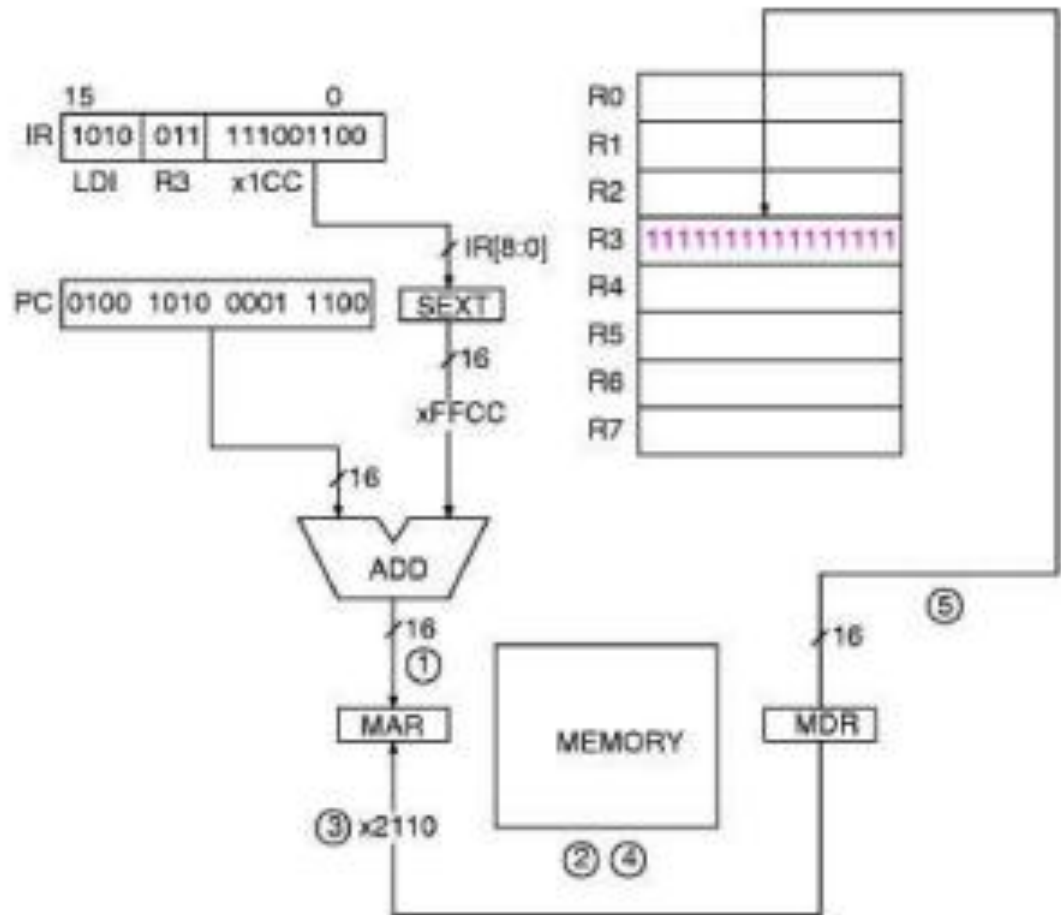 15 0
IR 1010 011 111001100
LDI R3 x1CC
IR[8:0]
PC 0100 1010 0001 1100
SEXT
16
xFFCC
16
ADD
16
①
MAR
③ x2110
MEMORY
② ④
MDR
16
⑤
R0
R1
R2
R3 1111111111111111
R4
R5
R6
R7